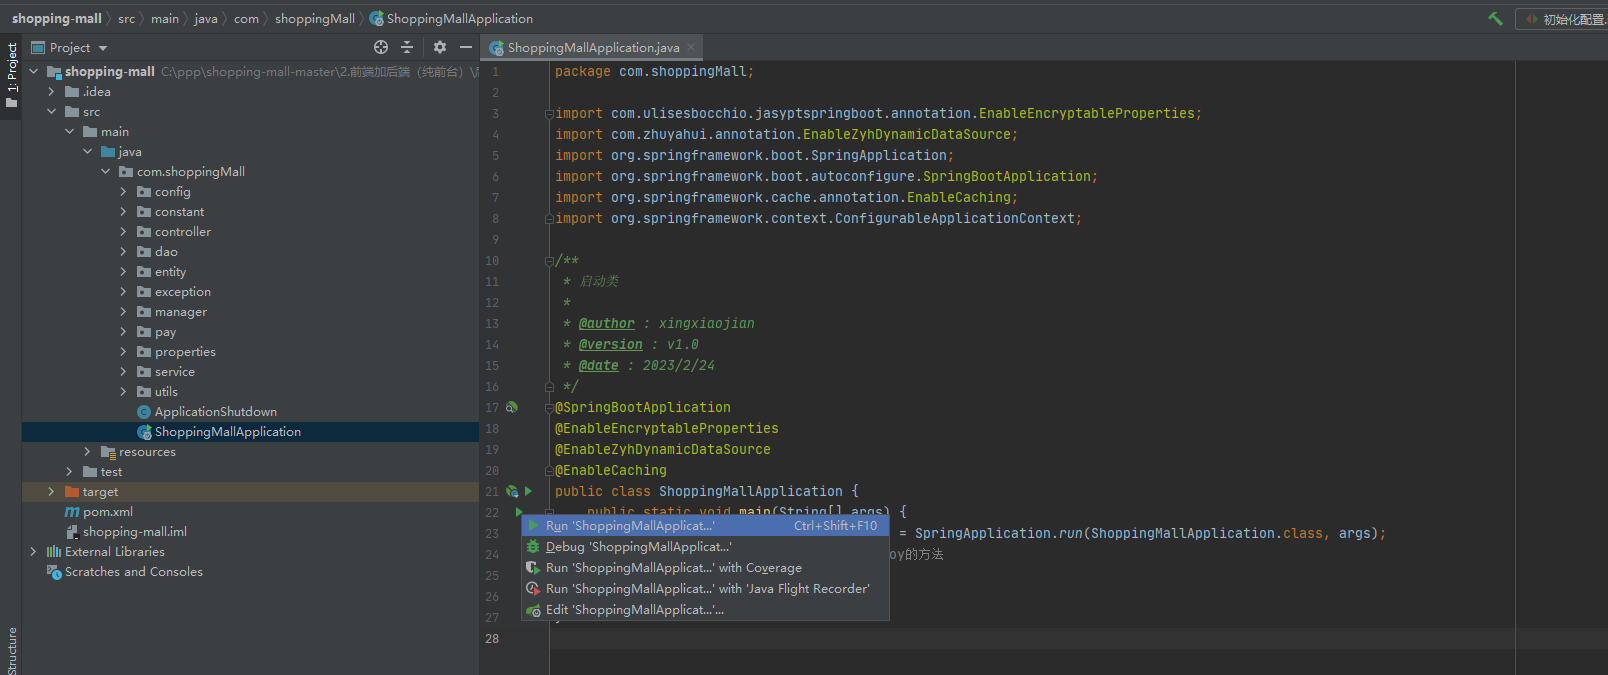 shopping-mall src main java com shoppingMall ShoppingMallApplication
初始化配置
Project
ShoppingMallApplication.java
1: Project
Structure
shopping-mall C:\ppp\shopping-mall-master\2.前端加后端（纯前台）\
.idea
src
main
java
com.shoppingMall
config
constant
controller
dao
entity
exception
manager
pay
properties
service
utils
ApplicationShutdown
ShoppingMallApplication
resources
test
target
pom.xml
shopping-mall.iml
External Libraries
Scratches and Consoles
1 package com.shoppingMall;
2
3 import com.ulisesbocchio.jasyptspringboot.annotation.EnableEncryptableProperties;
4 import com.zhuyahui.annotation.EnableZyhDynamicDataSource;
5 import org.springframework.boot.SpringApplication;
6 import org.springframework.boot.autoconfigure.SpringBootApplication;
7 import org.springframework.cache.annotation.EnableCaching;
8 import org.springframework.context.ConfigurableApplicationContext;
9
10 /**
11 * 启动类
12 *
13 * @author : xingxiaojian
14 * @version : v1.0
15 * @date : 2023/2/24
16 */
17 @SpringBootApplication
18 @EnableEncryptableProperties
19 @EnableZyhDynamicDataSource
20 @EnableCaching
21 public class ShoppingMallApplication {
22 public static void main(String[] args) {
23 = SpringApplication.run(ShoppingMallApplication.class, args);
24 oy的方法
25
26
27
28
Run 'ShoppingMallApplicat...' Ctrl+Shift+F10
Debug 'ShoppingMallApplicat...'
Run 'ShoppingMallApplicat...' with Coverage
Run 'ShoppingMallApplicat...' with 'Java Flight Recorder'
Edit 'ShoppingMallApplicat...'...